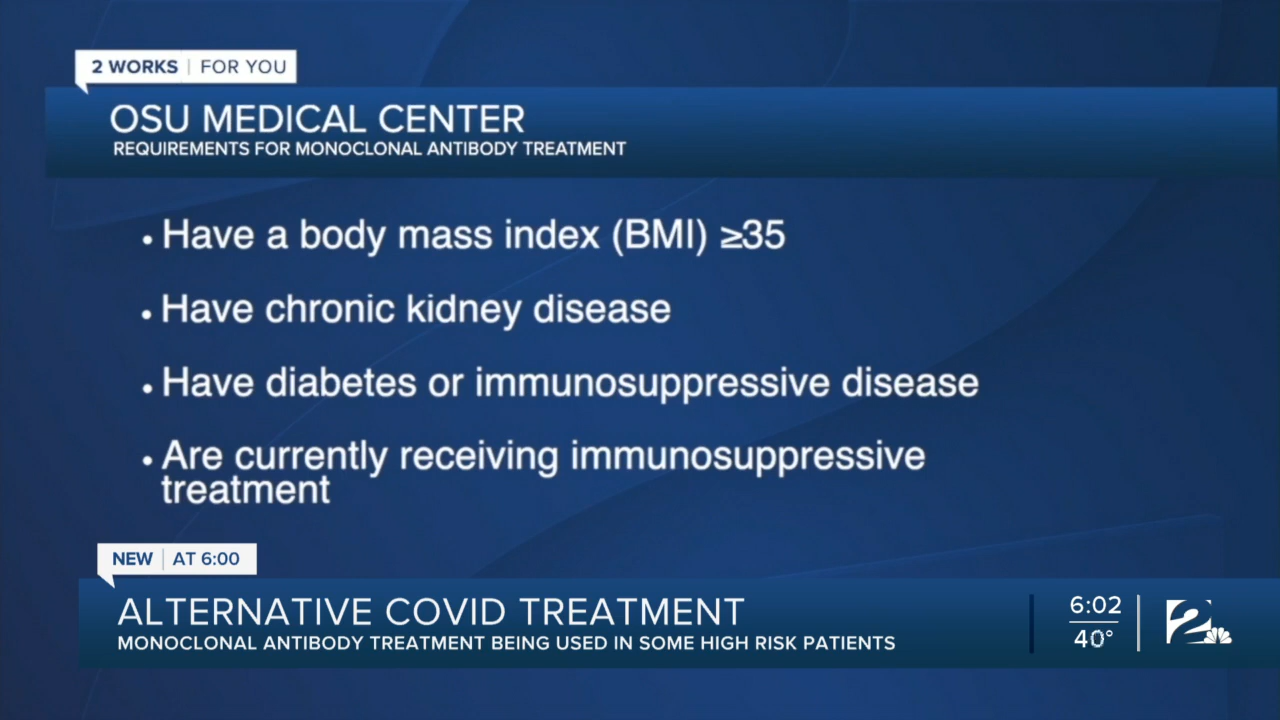 2 WORKS | FOR YOU
OSU MEDICAL CENTER
REQUIREMENTS FOR MONOCLONAL ANTIBODY TREATMENT
• Have a body mass index (BMI) ≥35
• Have chronic kidney disease
• Have diabetes or immunosuppressive disease
• Are currently receiving immunosuppressive
treatment
NEW | AT 6:00
ALTERNATIVE COVID TREATMENT
MONOCLONAL ANTIBODY TREATMENT BEING USED IN SOME HIGH RISK PATIENTS
6:02
40°
2